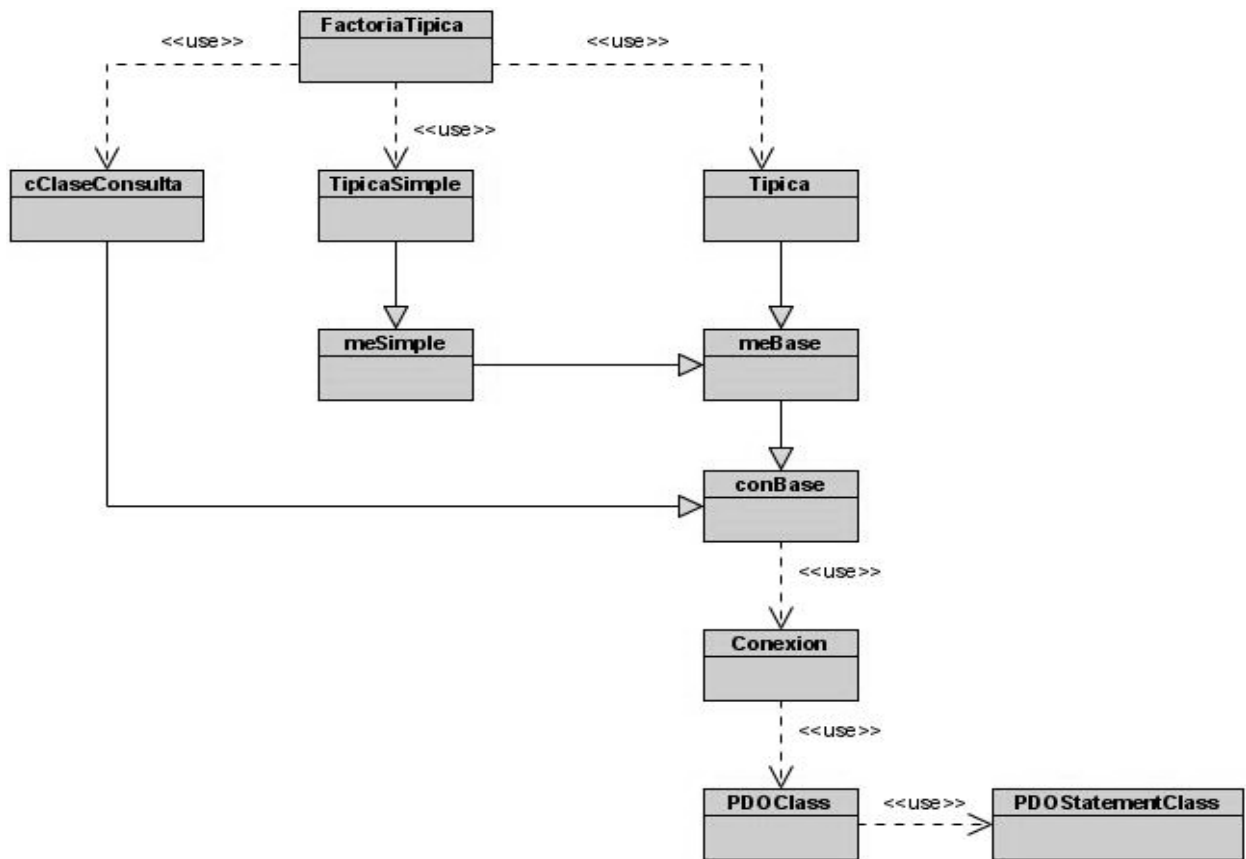 FactoriaTipica
<<use>>
<<use>>
<<use>>
cClaseConsulta
TipicaSimple
Tipica
meSimple
meBase
conBase
<<use>>
Conexion
<<use>>
PDOClass
<<use>>
PDOStatementClass